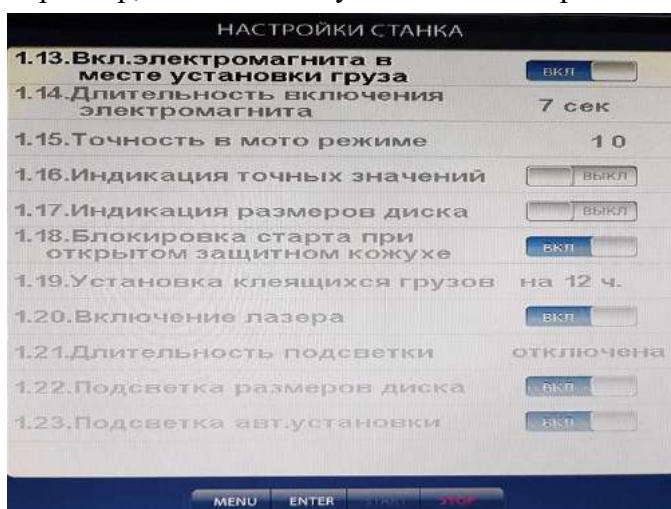 НАСТРОЙКИ СТАНКА
1.13.Вкл.электромагнита в
месте установки груза
ВКЛ
1.14.Длительность включения
электромагнита
7 сек
1.15.Точность в мото режиме
10
1.16.Индикация точных значений
ВЫКЛ
1.17.Индикация размеров диска
ВЫКЛ
1.18.Блокировка старта при
открытом защитном кожухе
ВКЛ
1.19.Установка клеящихся грузов
на 12 ч.
1.20.Включение лазера
ВКЛ
1.21.Длительность подсветки
отключена
1.22.Подсветка размеров диска
ВКЛ
1.23.Подсветка авт.установки
ВКЛ
MENU ENTER START STOP